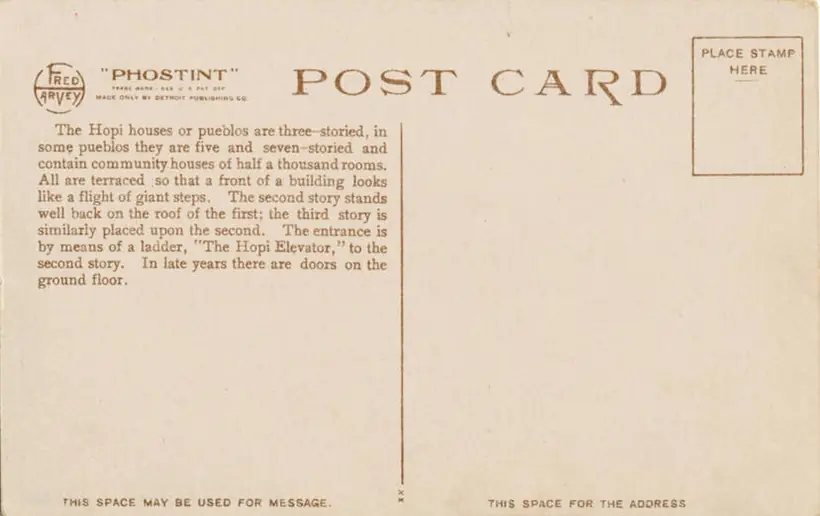 FRED
HARVEY
"PHOSTINT"
TRADE MARK - REG U S PAT OFF
MADE ONLY BY DETROIT PUBLISHING CO.
POST CARD
PLACE STAMP
HERE
The Hopi houses or pueblos are three-storied, in
some pueblos they are five and seven-storied and
contain community houses of half a thousand rooms.
All are terraced so that a front of a building looks
like a flight of giant steps. The second story stands
well back on the roof of the first; the third story is
similarly placed upon the second. The entrance is
by means of a ladder, "The Hopi Elevator," to the
second story. In late years there are doors on the
ground floor.
THIS SPACE MAY BE USED FOR MESSAGE.
THIS SPACE FOR THE ADDRESS